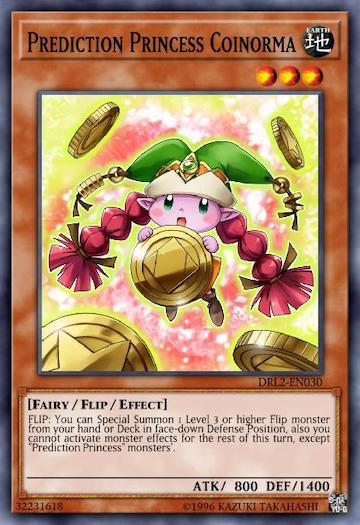 Prediction Princess Coinorma
EARTH
地
DRL2-EN030
[Fairy / Flip / Effect]
FLIP: You can Special Summon 1 Level 3 or higher Flip monster
from your hand or Deck in face-down Defense Position, also you
cannot activate monster effects for the rest of this turn, except
"Prediction Princess" monsters.
ATK/ 800 DEF/1400
32231618
©1996 KAZUKI TAKAHASHI